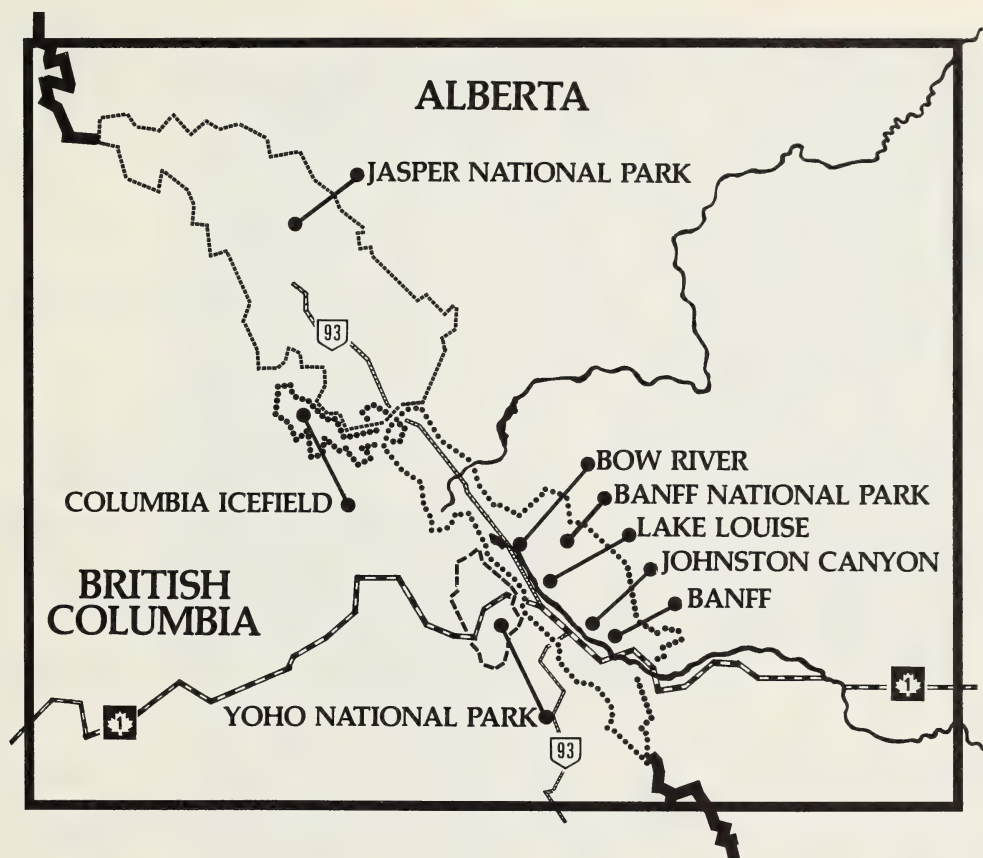 ALBERTA
JASPER NATIONAL PARK
93
BOW RIVER
BANFF NATIONAL PARK
COLUMBIA ICEFIELD
LAKE LOUISE
JOHNSTON CANYON
BRITISH
COLUMBIA
BANFF
1
YOHO NATIONAL PARK
1
93